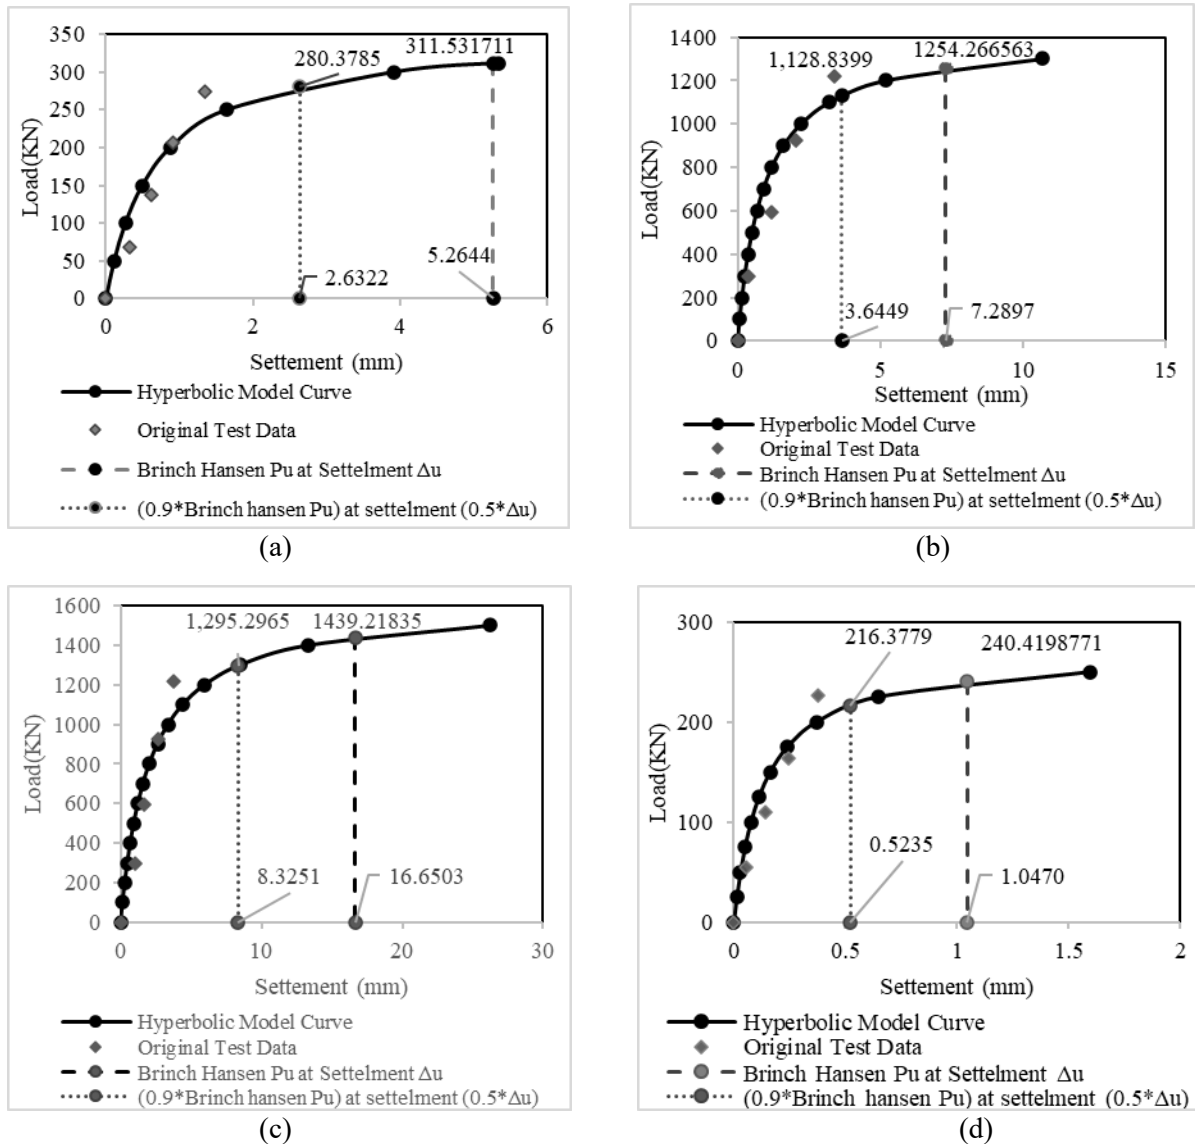 350
300
250
200
150
100
50
0
Load(KN)
280.3785
311.531711
2.6322
5.2644
0 2 4 6
Settement (mm)
Hyperbolic Model Curve
Original Test Data
Brinch Hansen Pu at Settelment Δu
(0.9*Brinch hansen Pu) at settelment (0.5*Δu)
(a)
1400
1200
1000
800
600
400
200
0
Load(KN)
1,128.8399
1254.266563
3.6449
7.2897
0 5 10 15
Settement (mm)
Hyperbolic Model Curve
Original Test Data
Brinch Hansen Pu at Settelment Δu
(0.9*Brinch hansen Pu) at settelment (0.5*Δu)
(b)
1600
1400
1200
1000
800
600
400
200
0
Load(KN)
1,295.2965
1439.21835
8.3251
16.6503
0 10 20 30
Settement (mm)
Hyperbolic Model Curve
Original Test Data
Brinch Hansen Pu at Settelment Δu
(0.9*Brinch hansen Pu) at settelment (0.5*Δu)
(c)
300
200
100
0
Load(KN)
216.3779
240.4198771
0.5235
1.0470
0 0.5 1 1.5 2
Settement (mm)
Hyperbolic Model Curve
Original Test Data
Brinch Hansen Pu at Settelment Δu
(0.9*Brinch hansen Pu) at settelment (0.5*Δu)
(d)